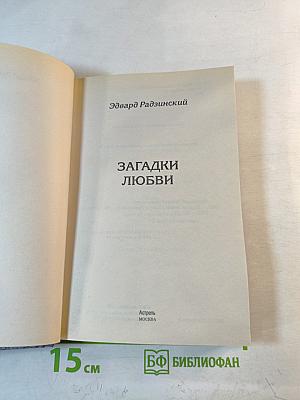 Эдвард Радзинский
ЗАГАДКИ
ЛЮБВИ
Астрель
МОСКВА
15 см
БФ БИБЛИОФАН